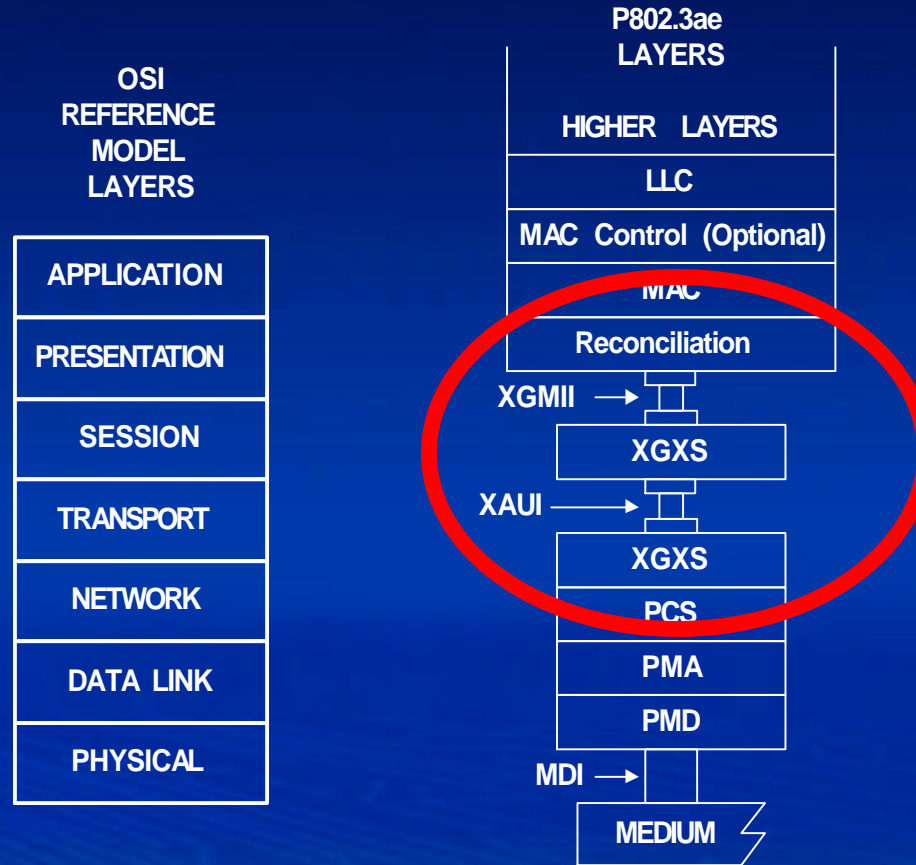 OSI
REFERENCE
MODEL
LAYERS
APPLICATION
PRESENTATION
SESSION
TRANSPORT
NETWORK
DATA LINK
PHYSICAL
P802.3ae
LAYERS
HIGHER LAYERS
LLC
MAC Control (Optional)
MAC
Reconciliation
XGMII
XGXS
XAUI
XGXS
PCS
PMA
PMD
MDI
MEDIUM